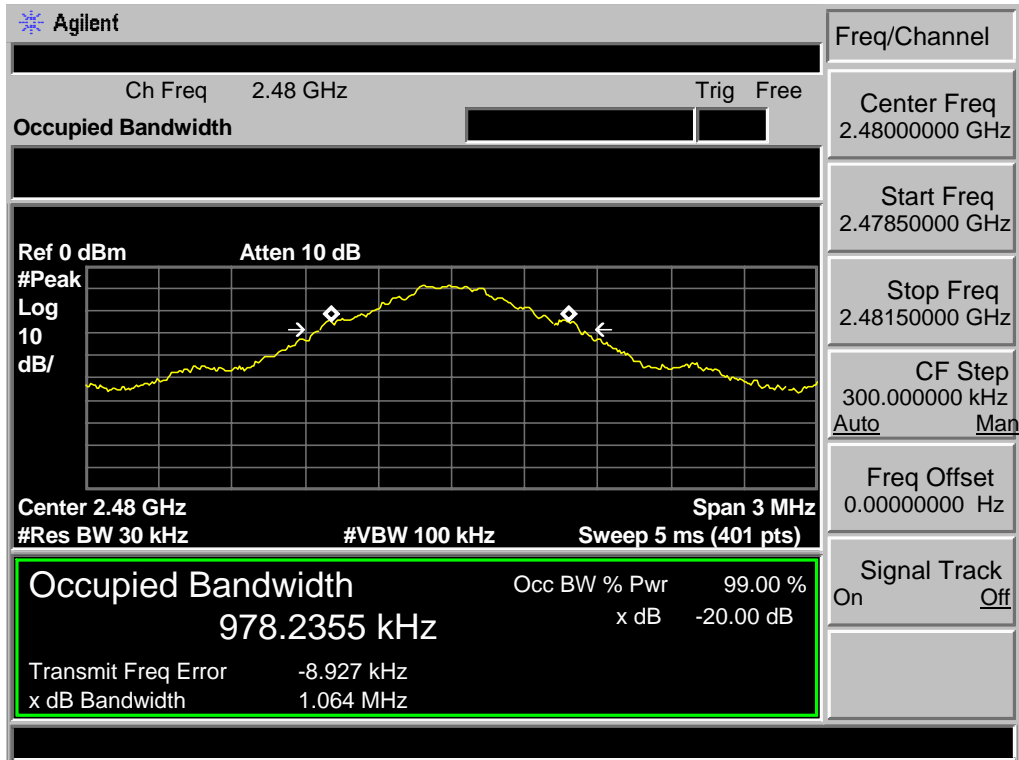 Agilent
Ch Freq 2.48 GHz Trig Free
Occupied Bandwidth
Ref 0 dBm Atten 10 dB
#Peak
Log
10
dB/
Center 2.48 GHz Span 3 MHz
#Res BW 30 kHz #VBW 100 kHz Sweep 5 ms (401 pts)
Occupied Bandwidth Occ BW % Pwr 99.00 %
978.2355 kHz x dB -20.00 dB
Transmit Freq Error -8.927 kHz
x dB Bandwidth 1.064 MHz
Freq/Channel
Center Freq
2.48000000 GHz
Start Freq
2.47850000 GHz
Stop Freq
2.48150000 GHz
CF Step
300.000000 kHz
Auto Man
Freq Offset
0.00000000 Hz
Signal Track
On Off